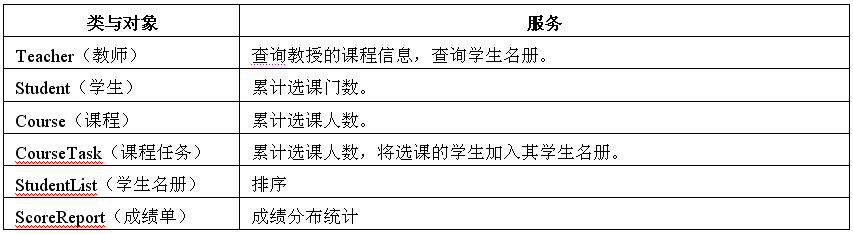 类与对象 服务
Teacher（教师） 查询教授的课程信息，查询学生名册。
Student（学生） 累计选课门数。
Course（课程） 累计选课人数。
CourseTask（课程任务） 累计选课人数，将选课的学生加入其学生名册。
StudentList（学生名册） 排序
ScoreReport（成绩单） 成绩分布统计